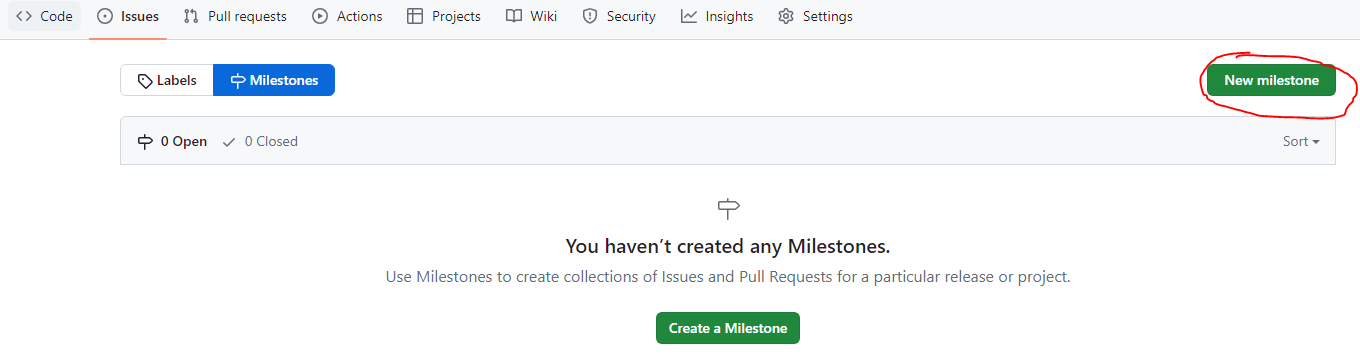 Code Issues Pull requests Actions Projects Wiki Security Insights Settings
Labels Milestones New milestone
0 Open 0 Closed Sort
You haven’t created any Milestones.
Use Milestones to create collections of Issues and Pull Requests for a particular release or project.
Create a Milestone